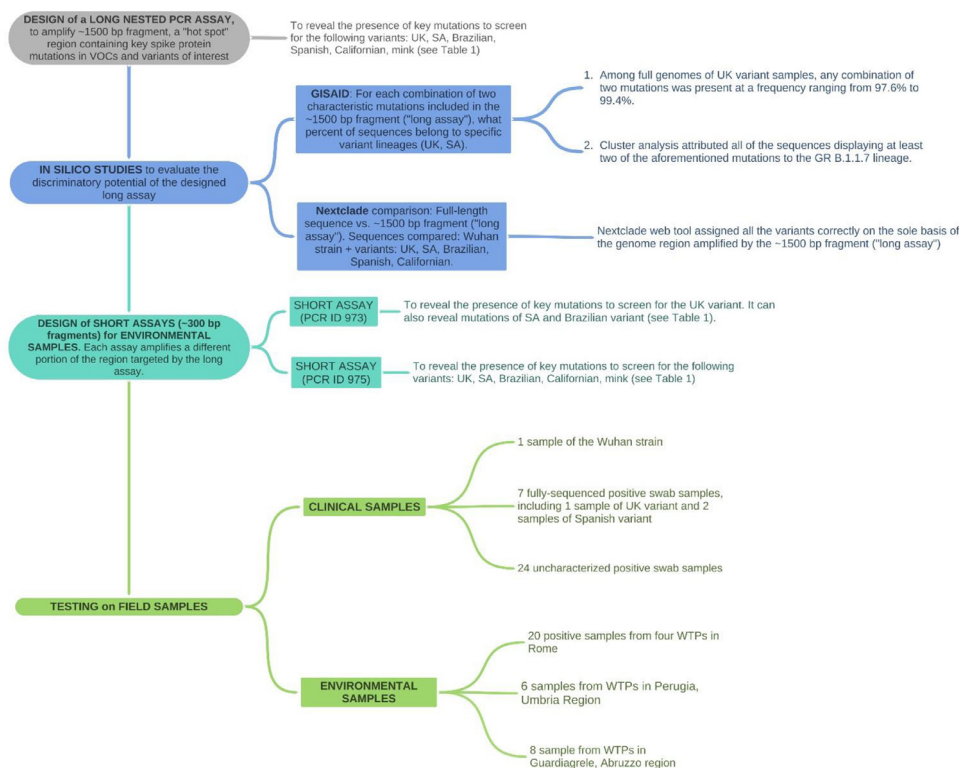 DESIGN of a LONG NESTED PCR ASSAY,
to amplify ~1500 bp fragment, a "hot spot"
region containing key spike protein
mutations in VOCs and variants of interest
To reveal the presence of key mutations to screen
for the following variants: UK, SA, Brazilian,
Spanish, Californian, mink (see Table 1)
GISAID: For each combination of two
characteristic mutations included in the
~1500 bp fragment ("long assay"), what
percent of sequences belong to specific
variant lineages (UK, SA).
1. Among full genomes of UK variant samples, any combination of
two mutations was present at a frequency ranging from 97.6% to
99.4%.
2. Cluster analysis attributed all of the sequences displaying at least
two of the aforementioned mutations to the GR B.1.1.7 lineage.
IN SILICO STUDIES to evaluate the
discriminatory potential of the designed
long assay
Nextclade comparison: Full-length
sequence vs. ~1500 bp fragment ("long
assay"). Sequences compared: Wuhan
strain + variants: UK, SA, Brazilian,
Spanish, Californian.
Nextclade web tool assigned all the variants correctly on the sole basis of
the genome region amplified by the ~1500 bp fragment ("long assay")
DESIGN of SHORT ASSAYS (~300 bp
fragments) for ENVIRONMENTAL
SAMPLES. Each assay amplifies a different
portion of the region targeted by the long
assay.
SHORT ASSAY
(PCR ID 973)
To reveal the presence of key mutations to screen for the UK variant. It can
also reveal mutations of SA and Brazilian variant (see Table 1).
SHORT ASSAY
(PCR ID 975)
To reveal the presence of key mutations to screen for the following
variants: UK, SA, Brazilian, Californian, mink (see Table 1)
TESTING on FIELD SAMPLES
CLINICAL SAMPLES
1 sample of the Wuhan strain
7 fully-sequenced positive swab samples,
including 1 sample of UK variant and 2
samples of Spanish variant
24 uncharacterized positive swab samples
ENVIRONMENTAL
SAMPLES
20 positive samples from four WTPs in
Rome
6 samples from WTPs in Perugia,
Umbria Region
8 sample from WTPs in
Guardiagrele, Abruzzo region